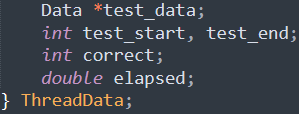 Data *test_data;
int test_start, test_end;
int correct;
double elapsed;
} ThreadData;